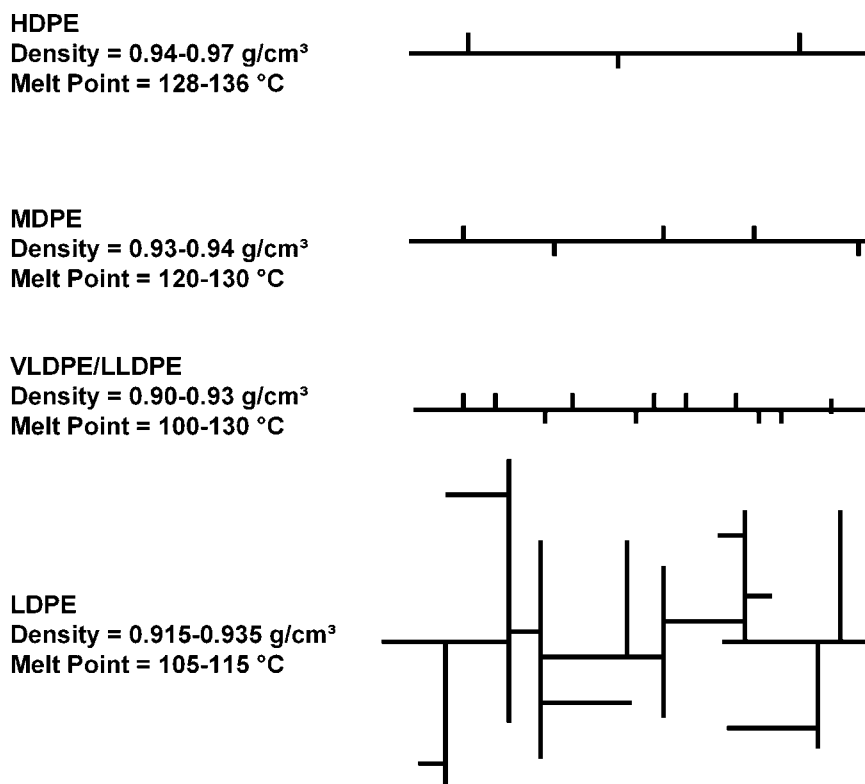 HDPE
Density = 0.94-0.97 g/cm³
Melt Point = 128-136 °C
MDPE
Density = 0.93-0.94 g/cm³
Melt Point = 120-130 °C
VLDPE/LLDPE
Density = 0.90-0.93 g/cm³
Melt Point = 100-130 °C
LDPE
Density = 0.915-0.935 g/cm³
Melt Point = 105-115 °C